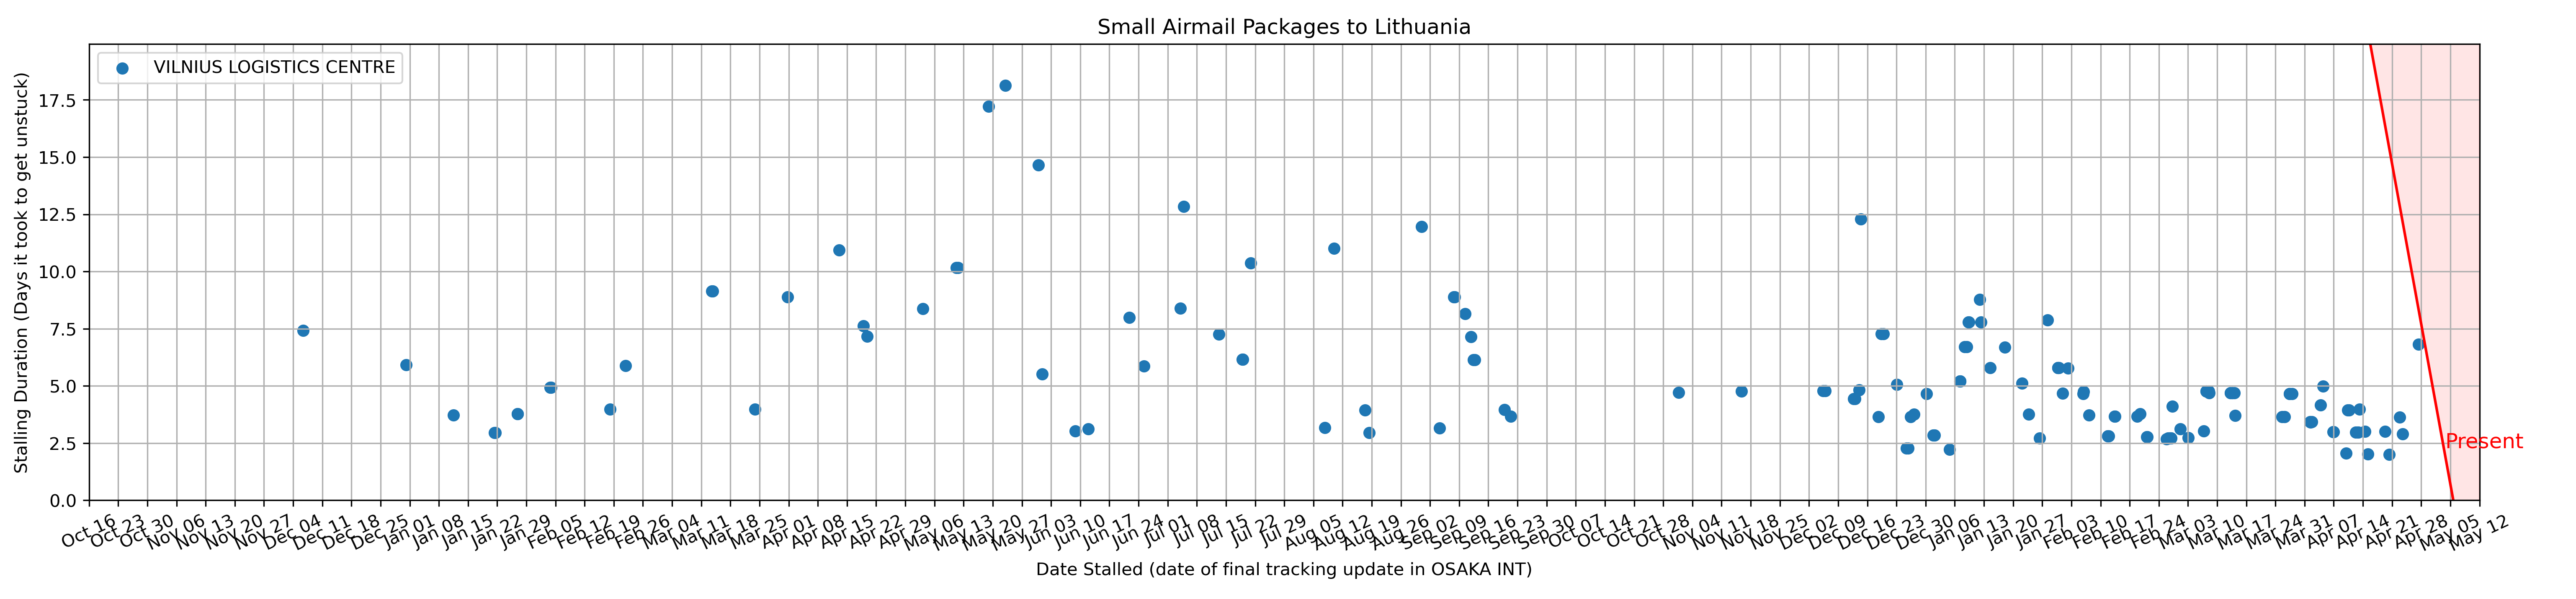 Small Airmail Packages to Lithuania
VILNIUS LOGISTICS CENTRE
Stalling Duration (Days it took to get unstuck)
17.5
15.0
12.5
10.0
7.5
5.0
2.5
0.0
Present
Oct 16
Oct 23
Oct 30
Nov 06
Nov 13
Nov 20
Nov 27
Dec 04
Dec 11
Dec 18
Dec 25
Jan 01
Jan 08
Jan 15
Jan 22
Jan 29
Feb 05
Feb 12
Feb 19
Feb 26
Mar 04
Mar 11
Mar 18
Mar 25
Apr 01
Apr 08
Apr 15
Apr 22
Apr 29
May 06
May 13
May 20
May 27
Jun 03
Jun 10
Jun 17
Jun 24
Jul 01
Jul 08
Jul 15
Jul 22
Jul 29
Aug 05
Aug 12
Aug 19
Aug 26
Sep 02
Sep 09
Sep 16
Sep 23
Sep 30
Oct 07
Oct 14
Oct 21
Oct 28
Nov 04
Nov 11
Nov 18
Nov 25
Dec 02
Dec 09
Dec 16
Dec 23
Dec 30
Jan 06
Jan 13
Jan 20
Jan 27
Feb 03
Feb 10
Feb 17
Feb 24
Mar 03
Mar 10
Mar 17
Mar 24
Mar 31
Apr 07
Apr 14
Apr 21
Apr 28
May 05
May 12
Date Stalled (date of final tracking update in OSAKA INT)